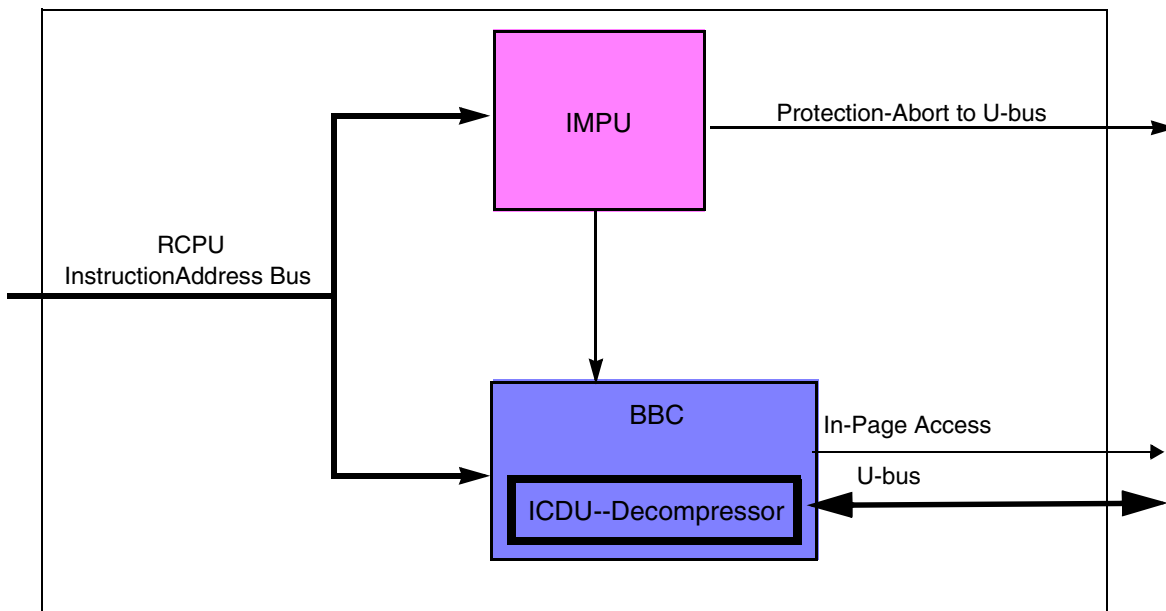 IMPU
Protection-Abort to U-bus
RCPU
InstructionAddress Bus
BBC
In-Page Access
U-bus
ICDU--Decompressor